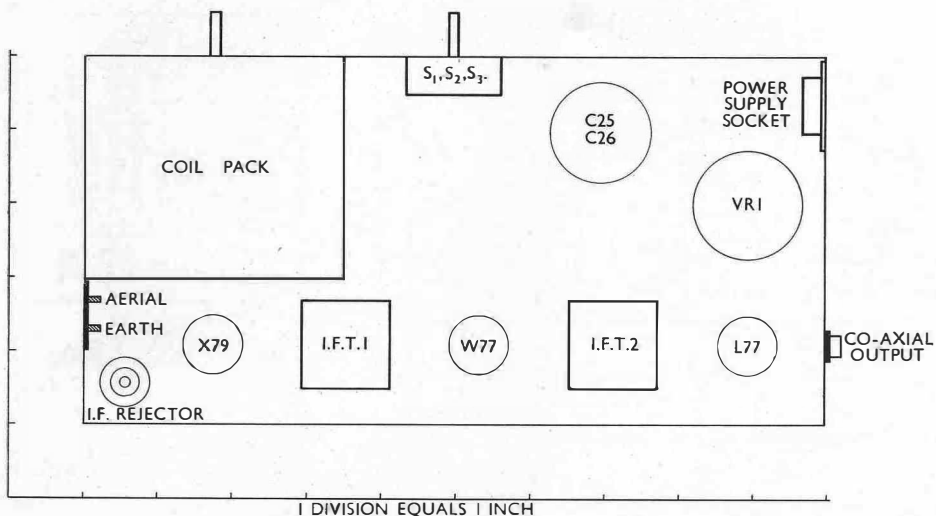 S1, S2, S3.
POWER
SUPPLY
SOCKET
C25
C26
COIL PACK
VR1
AERIAL
EARTH
X79
I.F.T.1
W77
I.F.T.2
L77
CO-AXIAL
OUTPUT
I.F. REJECTOR
1 DIVISION EQUALS 1 INCH